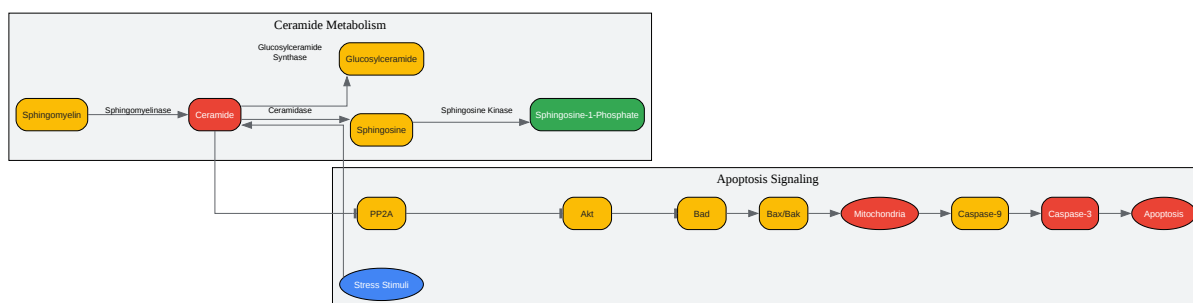 Ceramide Metabolism
Glucosylceramide
Synthase
Glucosylceramide
Sphingomyelin
Sphingomyelinase
Ceramide
Ceramidase
Sphingosine
Sphingosine Kinase
Sphingosine-1-Phosphate
Apoptosis Signaling
PP2A
Akt
Bad
Bax/Bak
Mitochondria
Caspase-9
Caspase-3
Apoptosis
Stress Stimuli